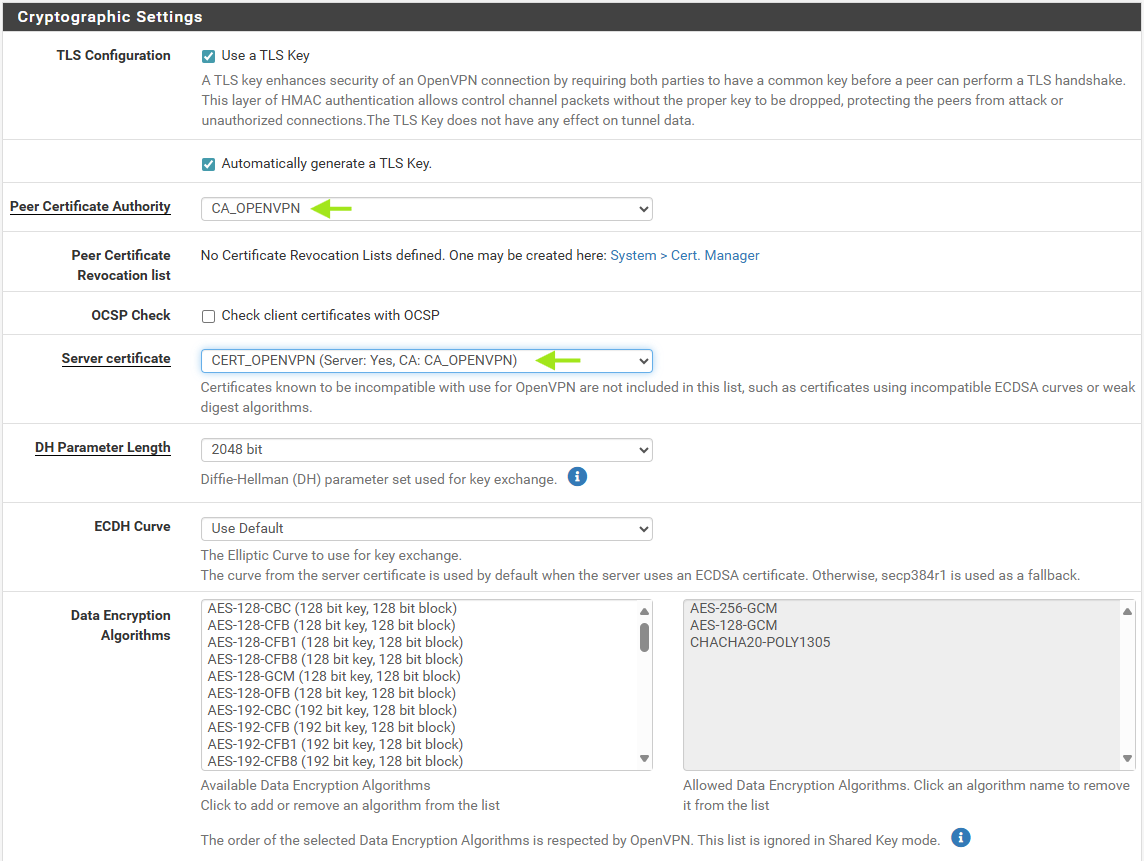 Cryptographic Settings
TLS Configuration
Use a TLS Key
A TLS key enhances security of an OpenVPN connection by requiring both parties to have a common key before a peer can perform a TLS handshake.
This layer of HMAC authentication allows control channel packets without the proper key to be dropped, protecting the peers from attack or
unauthorized connections.The TLS Key does not have any effect on tunnel data.
Automatically generate a TLS Key.
Peer Certificate Authority
CA_OPENVPN
Peer Certificate
Revocation list
No Certificate Revocation Lists defined. One may be created here: System > Cert. Manager
OCSP Check
Check client certificates with OCSP
Server certificate
CERT_OPENVPN (Server: Yes, CA: CA_OPENVPN)
Certificates known to be incompatible with use for OpenVPN are not included in this list, such as certificates using incompatible ECDSA curves or weak
digest algorithms.
DH Parameter Length
2048 bit
Diffie-Hellman (DH) parameter set used for key exchange.
ECDH Curve
Use Default
The Elliptic Curve to use for key exchange.
The curve from the server certificate is used by default when the server uses an ECDSA certificate. Otherwise, secp384r1 is used as a fallback.
Data Encryption
Algorithms
AES-128-CBC (128 bit key, 128 bit block)
AES-128-CFB (128 bit key, 128 bit block)
AES-128-CFB1 (128 bit key, 128 bit block)
AES-128-CFB8 (128 bit key, 128 bit block)
AES-128-GCM (128 bit key, 128 bit block)
AES-128-OFB (128 bit key, 128 bit block)
AES-192-CBC (192 bit key, 128 bit block)
AES-192-CFB (192 bit key, 128 bit block)
AES-192-CFB1 (192 bit key, 128 bit block)
AES-192-CFB8 (192 bit key, 128 bit block)
Available Data Encryption Algorithms
Click to add or remove an algorithm from the list
AES-256-GCM
AES-128-GCM
CHACHA20-POLY1305
Allowed Data Encryption Algorithms. Click an algorithm name to remove
it from the list
The order of the selected Data Encryption Algorithms is respected by OpenVPN. This list is ignored in Shared Key mode.